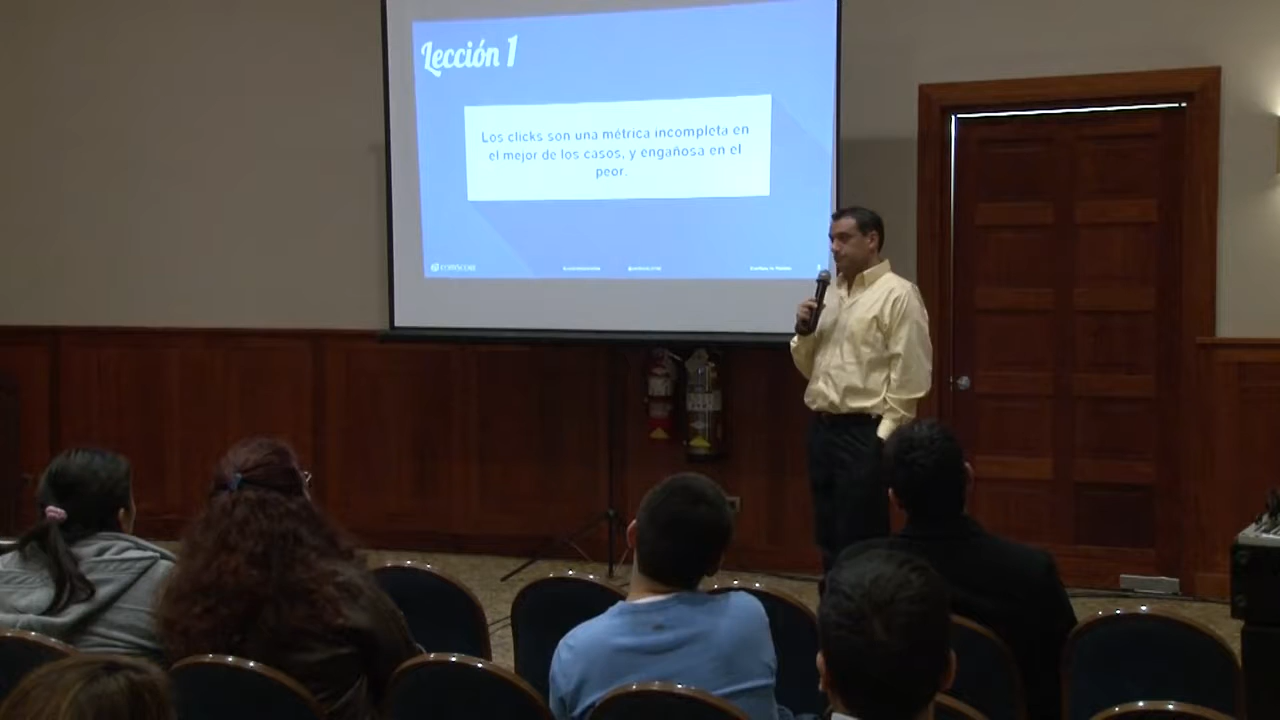 Lección 1
Los clicks son una métrica incompleta en
el mejor de los casos, y engañosa en el
peor.